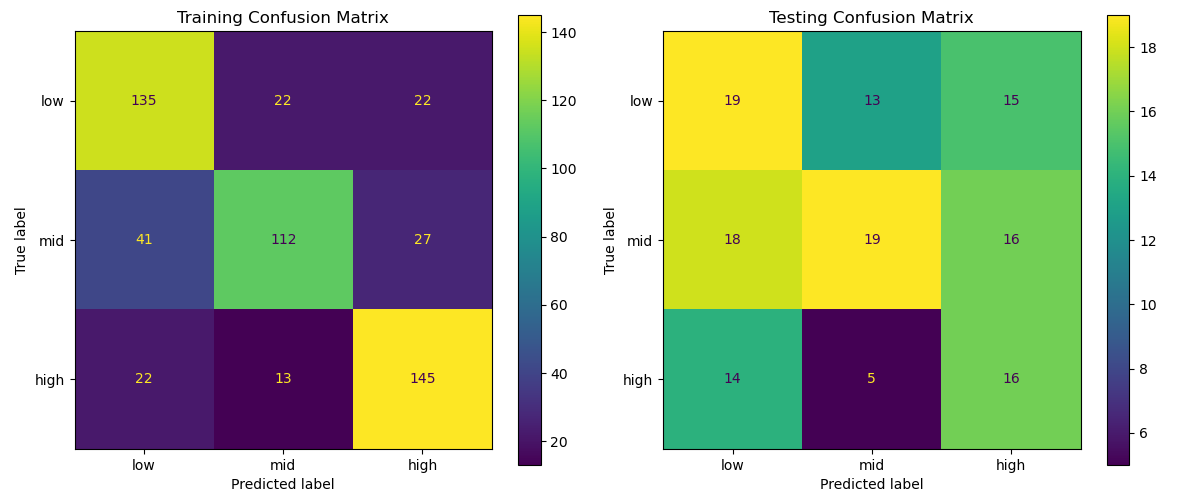 Training Confusion Matrix
True label
low
mid
high
135 22 22
41 112 27
22 13 145
low mid high
Predicted label
140
120
100
80
60
40
20
Testing Confusion Matrix
True label
low
mid
high
19 13 15
18 19 16
14 5 16
low mid high
Predicted label
18
16
14
12
10
8
6